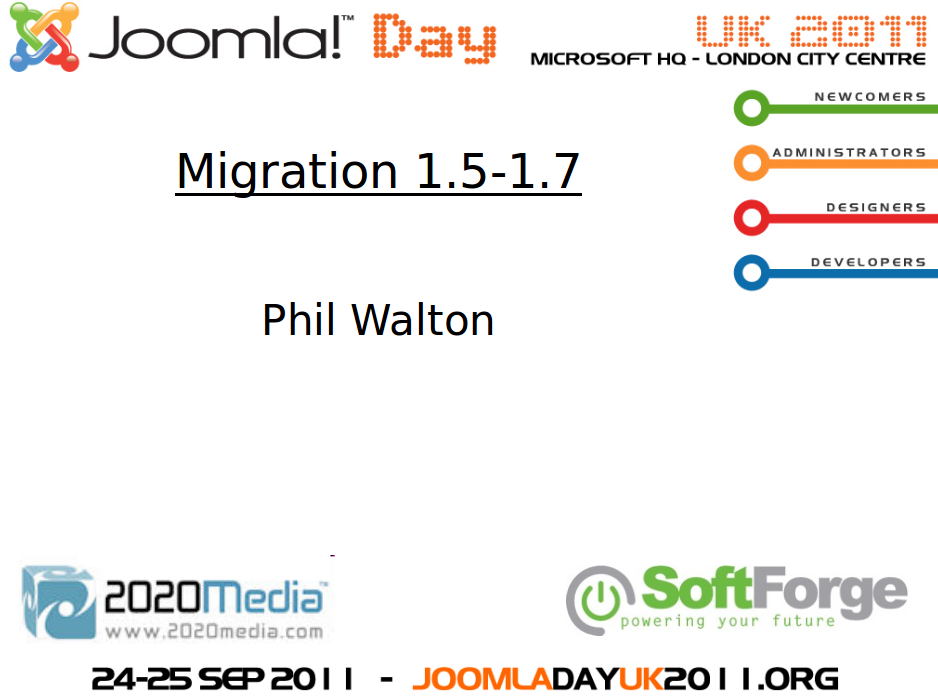 Joomla!™ Day UK 2011
MICROSOFT HQ - LONDON CITY CENTRE
NEWCOMERS
ADMINISTRATORS
DESIGNERS
DEVELOPERS
Migration 1.5-1.7
Phil Walton
2020Media™
www.2020media.com
SoftForge
powering your future
24-25 SEP 2011 - JOOMLADAYUK2011.ORG